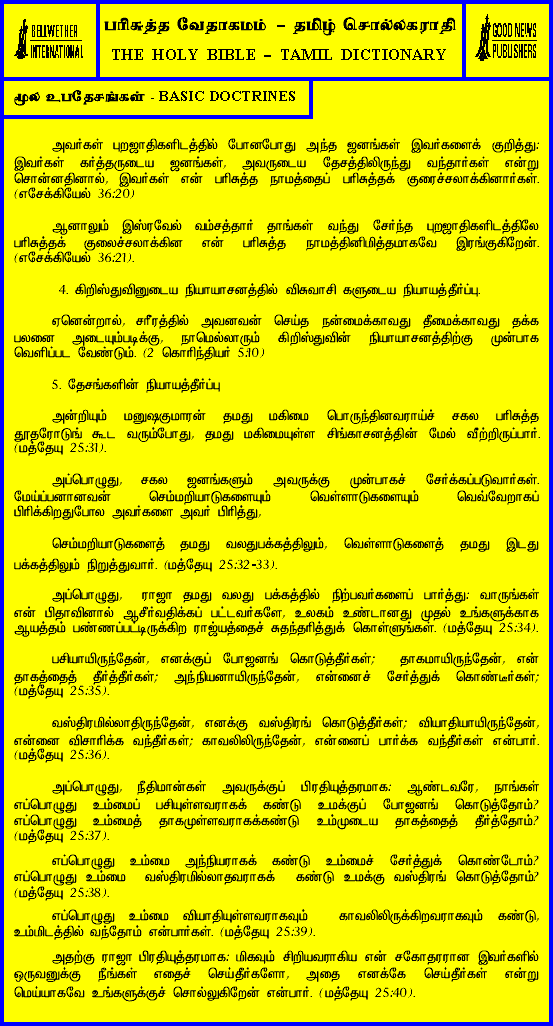 BELLWETHER
INTERNATIONAL
பரிசுத்த வேதாகமம் – தமிழ் சொல்லகராதி
THE HOLY BIBLE – TAMIL DICTIONARY
GOOD NEWS
PUBLISHERS
மூல உபதேசங்கள் - BASIC DOCTRINES
அவர்கள் புறஜாதிகளிடத்தில் போனபோது அந்த ஜனங்கள் இவர்களைக் குறித்து:
இவர்கள் கர்த்தருடைய ஜனங்கள், அவருடைய தேசத்திலிருந்து வந்தார்கள் என்று
சொன்னதினால், இவர்கள் என் பரிசுத்த நாமத்தைப் பரிசுத்தக் குரைச்சலாக்கினார்கள்.
(எசேக்கியேல் 36:20)
ஆனாலும் இஸ்ரவேல் வம்சத்தார் தாங்கள் வந்து சேர்ந்த புறஜாதிகளிடத்திலே
பரிசுத்தக் குலைச்சலாக்கின என் பரிசுத்த நாமத்தினிமித்தமாகவே இரங்குகிறேன்.
(எசேக்கியேல் 36:21).
4. கிறிஸ்துவினுடைய நியாயாசனத்தில் விசுவாசி களுடைய நியாயத்தீர்ப்பு.
ஏனென்றால், சரீரத்தில் அவனவன் செய்த நன்மைக்காவது தீமைக்காவது தக்க
பலனை அடையும்படிக்கு, நாமெல்லாரும் கிறிஸ்துவின் நியாயாசனத்திற்கு முன்பாக
வெளிப்பட வேண்டும். (2 கொரிந்தியர் 5:10)
5. தேசங்களின் நியாயத்தீர்ப்பு
அன்றியும் மனுஷகுமாரன் தமது மகிமை பொருந்தினவராய்ச் சகல பரிசுத்த
தூதரோடுங் கூட வரும்போது, தமது மகிமையுள்ள சிங்காசனத்தின் மேல் வீற்றிருப்பார்.
(மத்தேயு 25:31).
அப்பொழுது, சகல ஜனங்களும் அவருக்கு முன்பாகச் சேர்க்கப்படுவார்கள்.
மேய்ப்பனானவன் செம்மறியாடுகளையும் வெள்ளாடுகளையும் வெவ்வேறாகப்
பிரிக்கிறதுபோல அவர்களை அவர் பிரித்து,
செம்மறியாடுகளைத் தமது வலதுபக்கத்திலும், வெள்ளாடுகளைத் தமது இடது
பக்கத்திலும் நிறுத்துவார். (மத்தேயு 25:32-33).
அப்பொழுது, ராஜா தமது வலது பக்கத்தில் நிற்பவர்களைப் பார்த்து: வாருங்கள்
என் பிதாவினால் ஆசீர்வதிக்கப் பட்டவர்களே, உலகம் உண்டானது முதல் உங்களுக்காக
ஆயத்தம் பண்ணப்பட்டிருக்கிற ராஜ்யத்தைச் சுதந்தரித்துக் கொள்ளுங்கள். (மத்தேயு 25:34).
பசியாயிருந்தேன், எனக்குப் போஜனங் கொடுத்தீர்கள்; தாகமாயிருந்தேன், என்
தாகத்தைத் தீர்த்தீர்கள்; அந்நியனாயிருந்தேன், என்னைச் சேர்த்துக் கொண்டீர்கள்;
(மத்தேயு 25:35).
வஸ்திரமில்லாதிருந்தேன், எனக்கு வஸ்திரங் கொடுத்தீர்கள்; வியாதியாயிருந்தேன்,
என்னை விசாரிக்க வந்தீர்கள்; காவலிலிருந்தேன், என்னைப் பார்க்க வந்தீர்கள் என்பார்.
(மத்தேயு 25:36).
அப்பொழுது, நீதிமான்கள் அவருக்குப் பிரதியுத்தரமாக: ஆண்டவரே, நாங்கள்
எப்பொழுது உம்மைப் பசியுள்ளவராகக் கண்டு உமக்குப் போஜனங் கொடுத்தோம்?
எப்பொழுது உம்மைத் தாகமுள்ளவராகக்கண்டு உம்முடைய தாகத்தைத் தீர்த்தோம்?
(மத்தேயு 25:37).
எப்பொழுது உம்மை அந்நியராகக் கண்டு உம்மைச் சேர்த்துக் கொண்டோம்?
எப்பொழுது உம்மை வஸ்திரமில்லாதவராகக் கண்டு உமக்கு வஸ்திரங் கொடுத்தோம்?
(மத்தேயு 25:38).
எப்பொழுது உம்மை வியாதியுள்ளவராகவும் காவலிலிருக்கிறவராகவும் கண்டு,
உம்மிடத்தில் வந்தோம் என்பார்கள். (மத்தேயு 25:39).
அதற்கு ராஜா பிரதியுத்தரமாக: மிகவும் சிறியவராகிய என் சகோதரரான இவர்களில்
ஒருவனுக்கு நீங்கள் எதைச் செய்தீர்களோ, அதை எனக்கே செய்தீர்கள் என்று
மெய்யாகவே உங்களுக்குச் சொல்லுகிறேன் என்பார். (மத்தேயு 25:40).